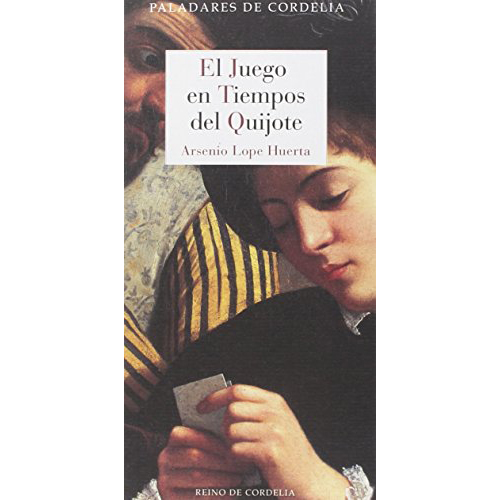 PALADARES DE CORDELIA
El Juego
en Tiempos
del Quijote
Arsenio Lope Huerta
REINO DE CORDELIA